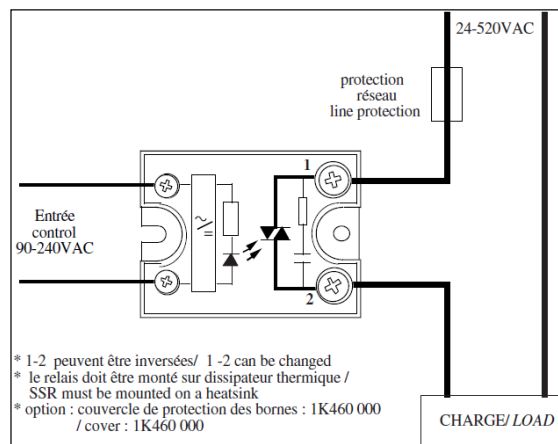 24-520VAC
protection
réseau
line protection
1
Entrée
control
90-240VAC
~/=
2
* 1-2 peuvent être inversées/ 1 -2 can be changed
* le relais doit être monté sur dissipateur thermique /
SSR must be mounted on a heatsink
* option : couvercle de protection des bornes : 1K460 000
/ cover : 1K460 000
CHARGE/ LOAD